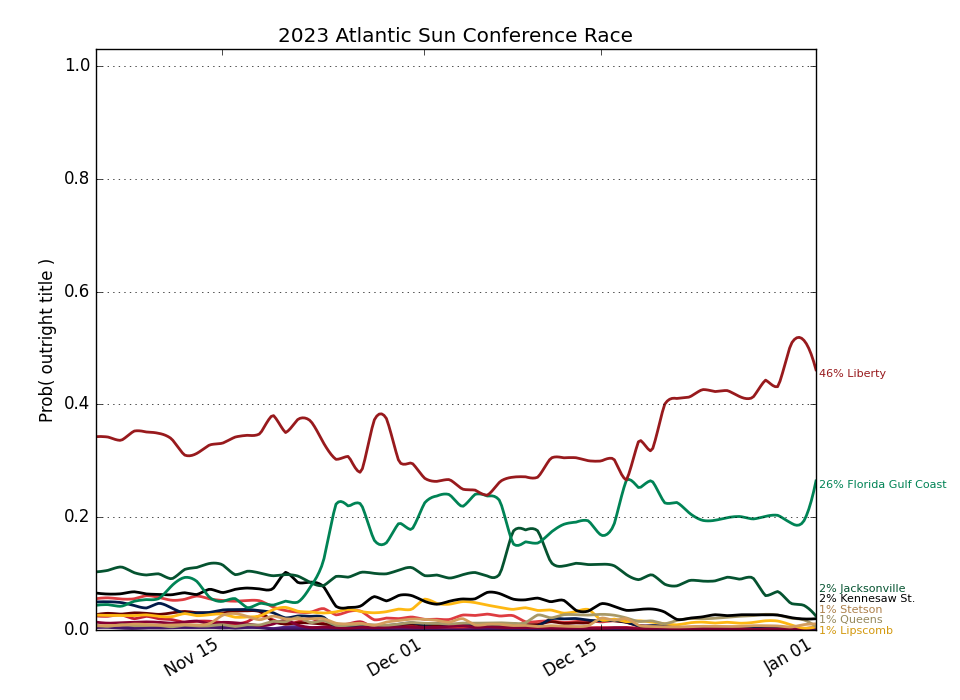 2023 Atlantic Sun Conference Race
Prob( outright title )
1.0
0.8
0.6
0.4
0.2
0.0
46% Liberty
26% Florida Gulf Coast
2% Jacksonville
2% Kennesaw St.
1% Stetson
1% Queens
1% Lipscomb
Nov 15
Dec 01
Dec 15
Jan 01